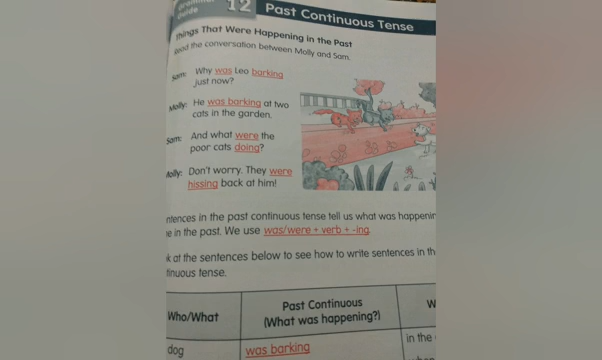 12 Past Continuous Tense
Things That Were Happening in the Past
Read the conversation between Molly and Sam.
Sam: Why was Leo barking
just now?
Molly: He was barking at two
cats in the garden.
Sam: And what were the
poor cats doing?
Molly: Don't worry. They were
hissing back at him!
ntences in the past continuous tense tell us what was happenin
e in the past. We use was/were + verb + -ing.
k at the sentences below to see how to write sentences in th
tinuous tense.
Who/What
Past Continuous
(What was happening?)
W
dog
was barking
in the